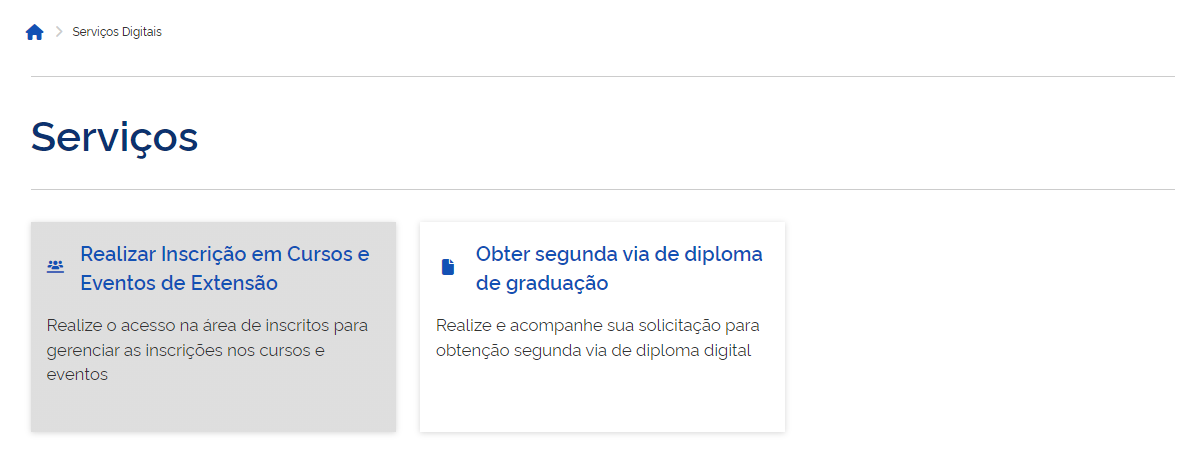 Serviços Digitais
Serviços
Realizar Inscrição em Cursos e
Eventos de Extensão
Realize o acesso na área de inscritos para
gerenciar as inscrições nos cursos e
eventos
Obter segunda via de diploma
de graduação
Realize e acompanhe sua solicitação para
obtenção segunda via de diploma digital